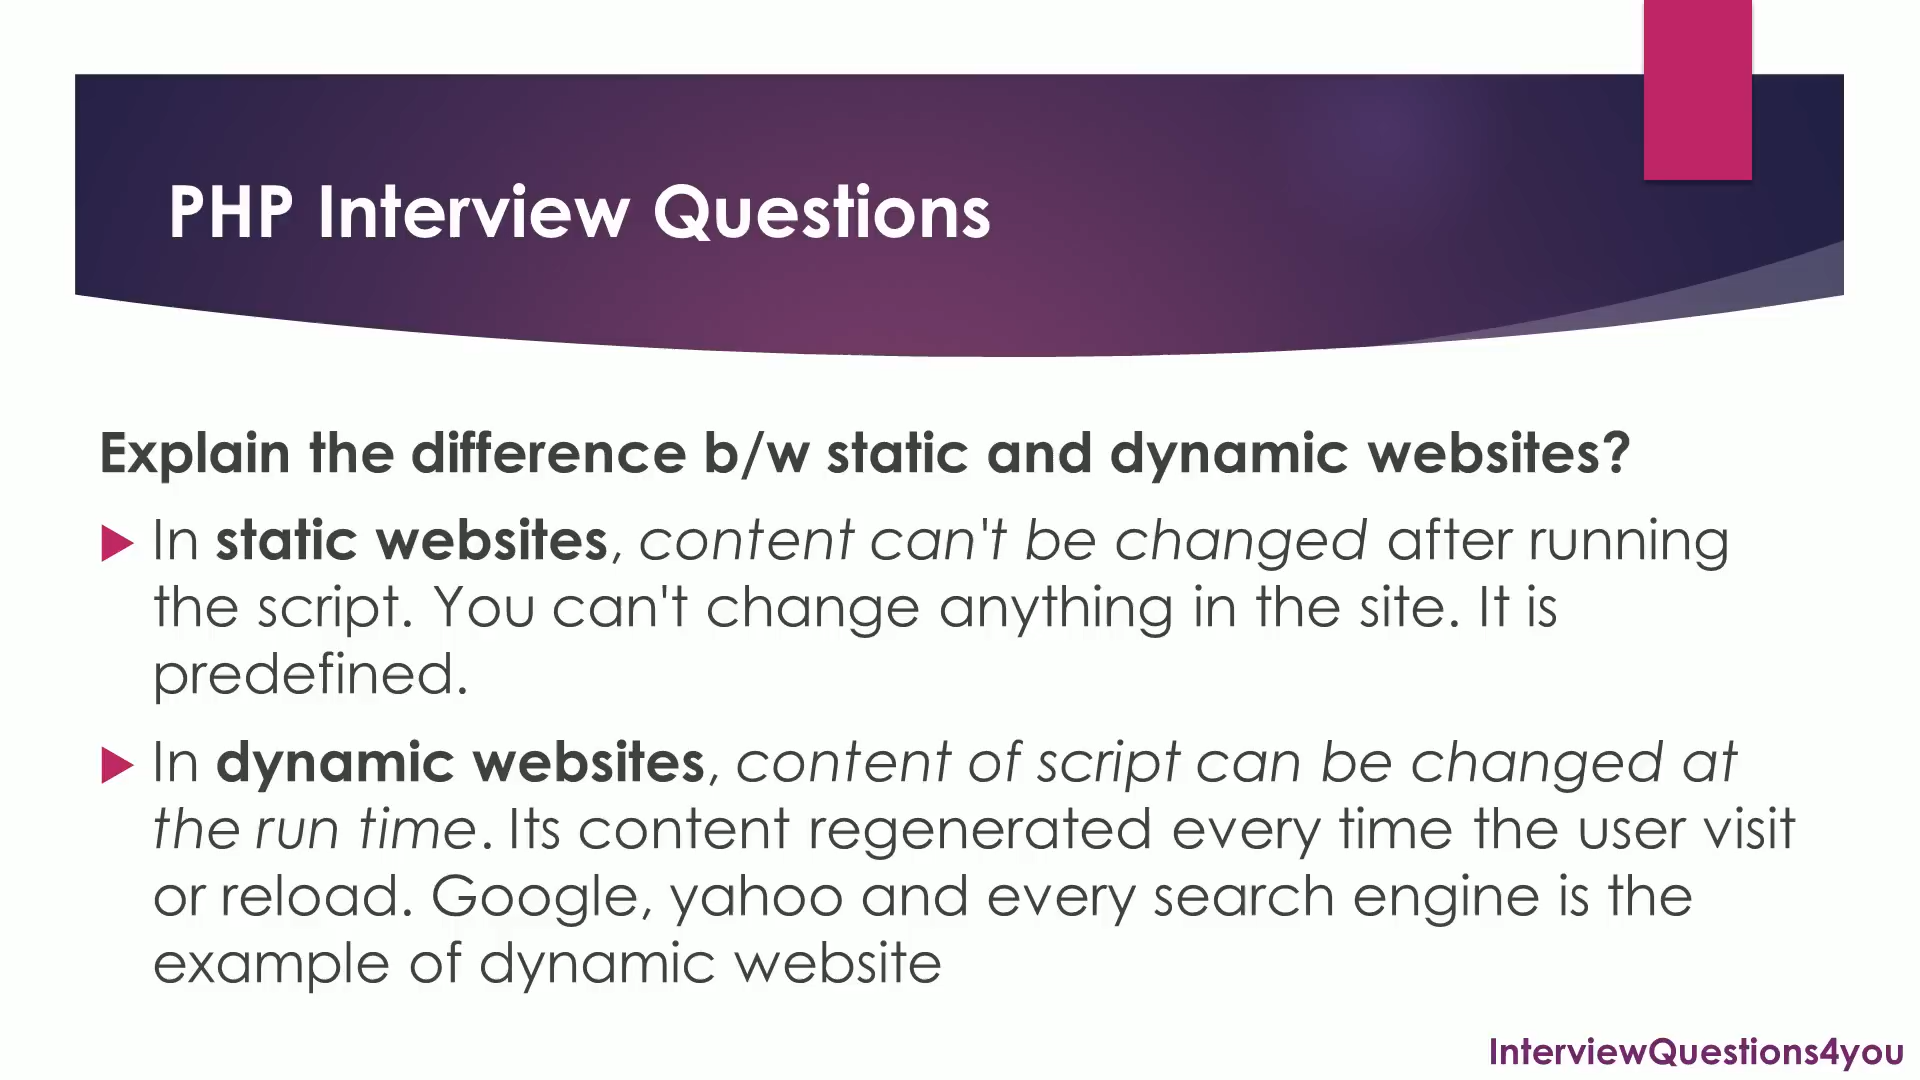 PHP Interview Questions
Explain the difference b/w static and dynamic websites?
In static websites, content can't be changed after running
the script. You can't change anything in the site. It is
predefined.
In dynamic websites, content of script can be changed at
the run time. Its content regenerated every time the user visit
or reload. Google, yahoo and every search engine is the
example of dynamic website
InterviewQuestions4you